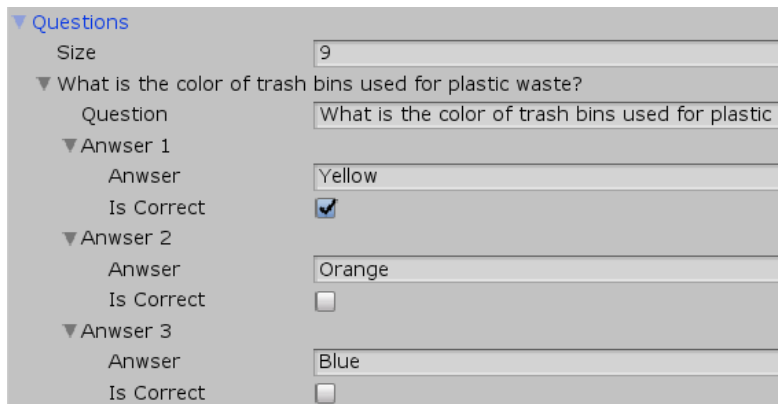 Questions
Size 9
What is the color of trash bins used for plastic waste?
Question What is the color of trash bins used for plastic
Anwser 1
Anwser Yellow
Is Correct
Anwser 2
Anwser Orange
Is Correct
Anwser 3
Anwser Blue
Is Correct